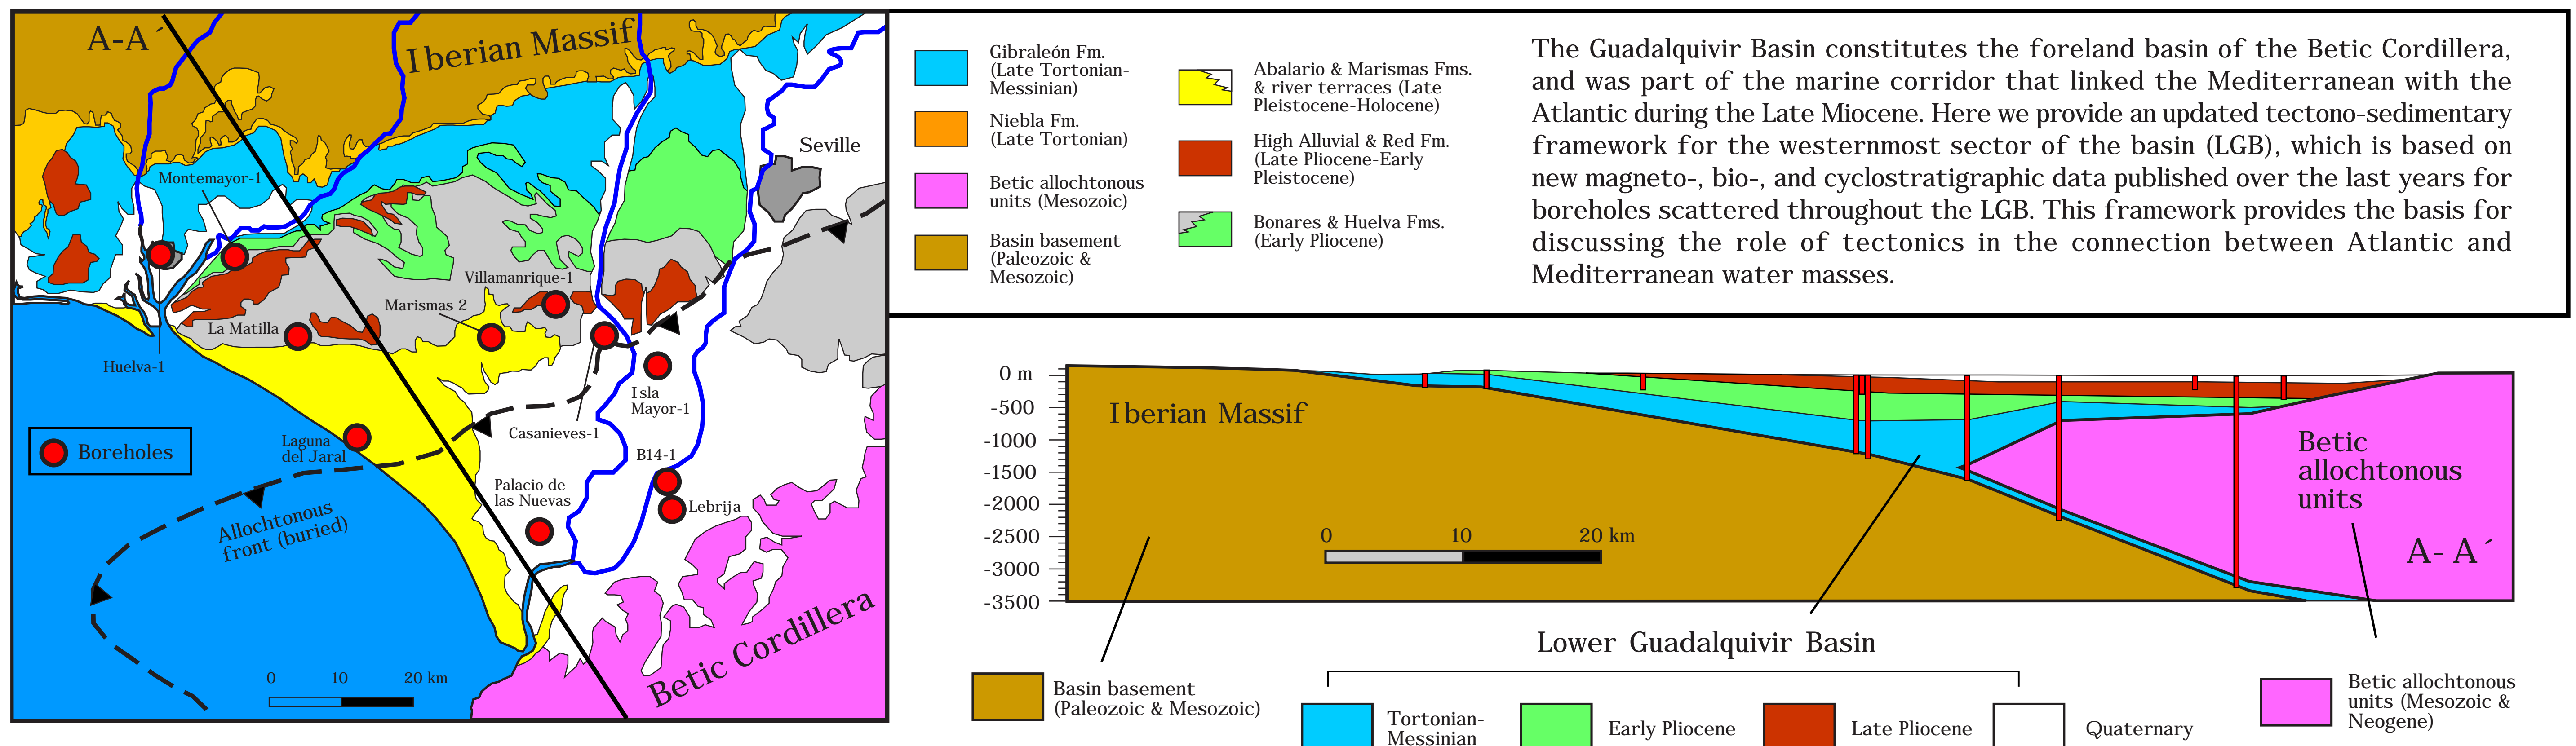 A-A´
Iberian Massif
Seville
Montemayor-1
Villamanrique-1
Marismas 2
La Matilla
Huelva-1
Isla
Mayor-1
Casanieves-1
Laguna
del Jaral
B14-1
Boreholes
Palacio de
las Nuevas
Lebrija
Allochtonous
front (buried)
Betic Cordillera
0 10 20 km
Gibraleón Fm.
(Late Tortonian-
Messinian)
Niebla Fm.
(Late Tortonian)
Betic allochtonous
units (Mesozoic)
Basin basement
(Paleozoic &
Mesozoic)
Abalario & Marismas Fms.
& river terraces (Late
Pleistocene-Holocene)
High Alluvial & Red Fm.
(Late Pliocene-Early
Pleistocene)
Bonares & Huelva Fms.
(Early Pliocene)
The Guadalquivir Basin constitutes the foreland basin of the Betic Cordillera,
and was part of the marine corridor that linked the Mediterranean with the
Atlantic during the Late Miocene. Here we provide an updated tectono-sedimentary
framework for the westernmost sector of the basin (LGB), which is based on
new magneto-, bio-, and cyclostratigraphic data published over the last years for
boreholes scattered throughout the LGB. This framework provides the basis for
discussing the role of tectonics in the connection between Atlantic and
Mediterranean water masses.
0 m
-500
-1000
-1500
-2000
-2500
-3000
-3500
Iberian Massif
0 10 20 km
Betic
allochtonous
units
A-A´
Lower Guadalquivir Basin
Basin basement
(Paleozoic & Mesozoic)
Tortonian-
Messinian
Early Pliocene
Late Pliocene
Quaternary
Betic allochtonous
units (Mesozoic &
Neogene)